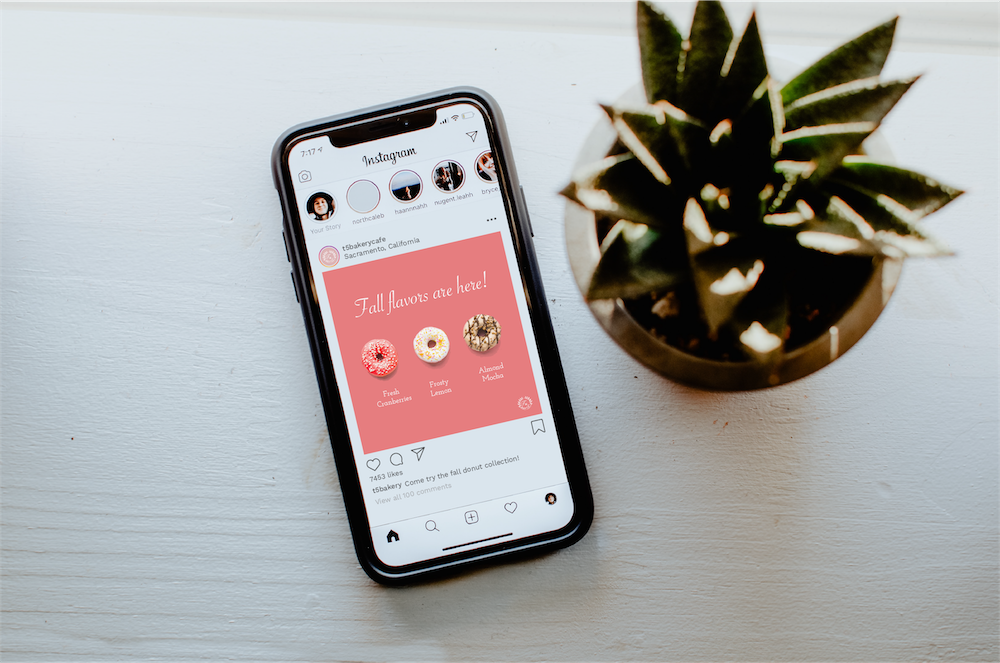 7:17
Instagram
Your Story
northcaleb
haannahh
nugent.leahh
bryce
t5bakerycafe
Sacramento, California
Fall flavors are here!
Fresh
Cranberries
Frosty
Lemon
Almond
Mocha
7453 likes
t5bakery Come try the fall donut collection!
View all 100 comments